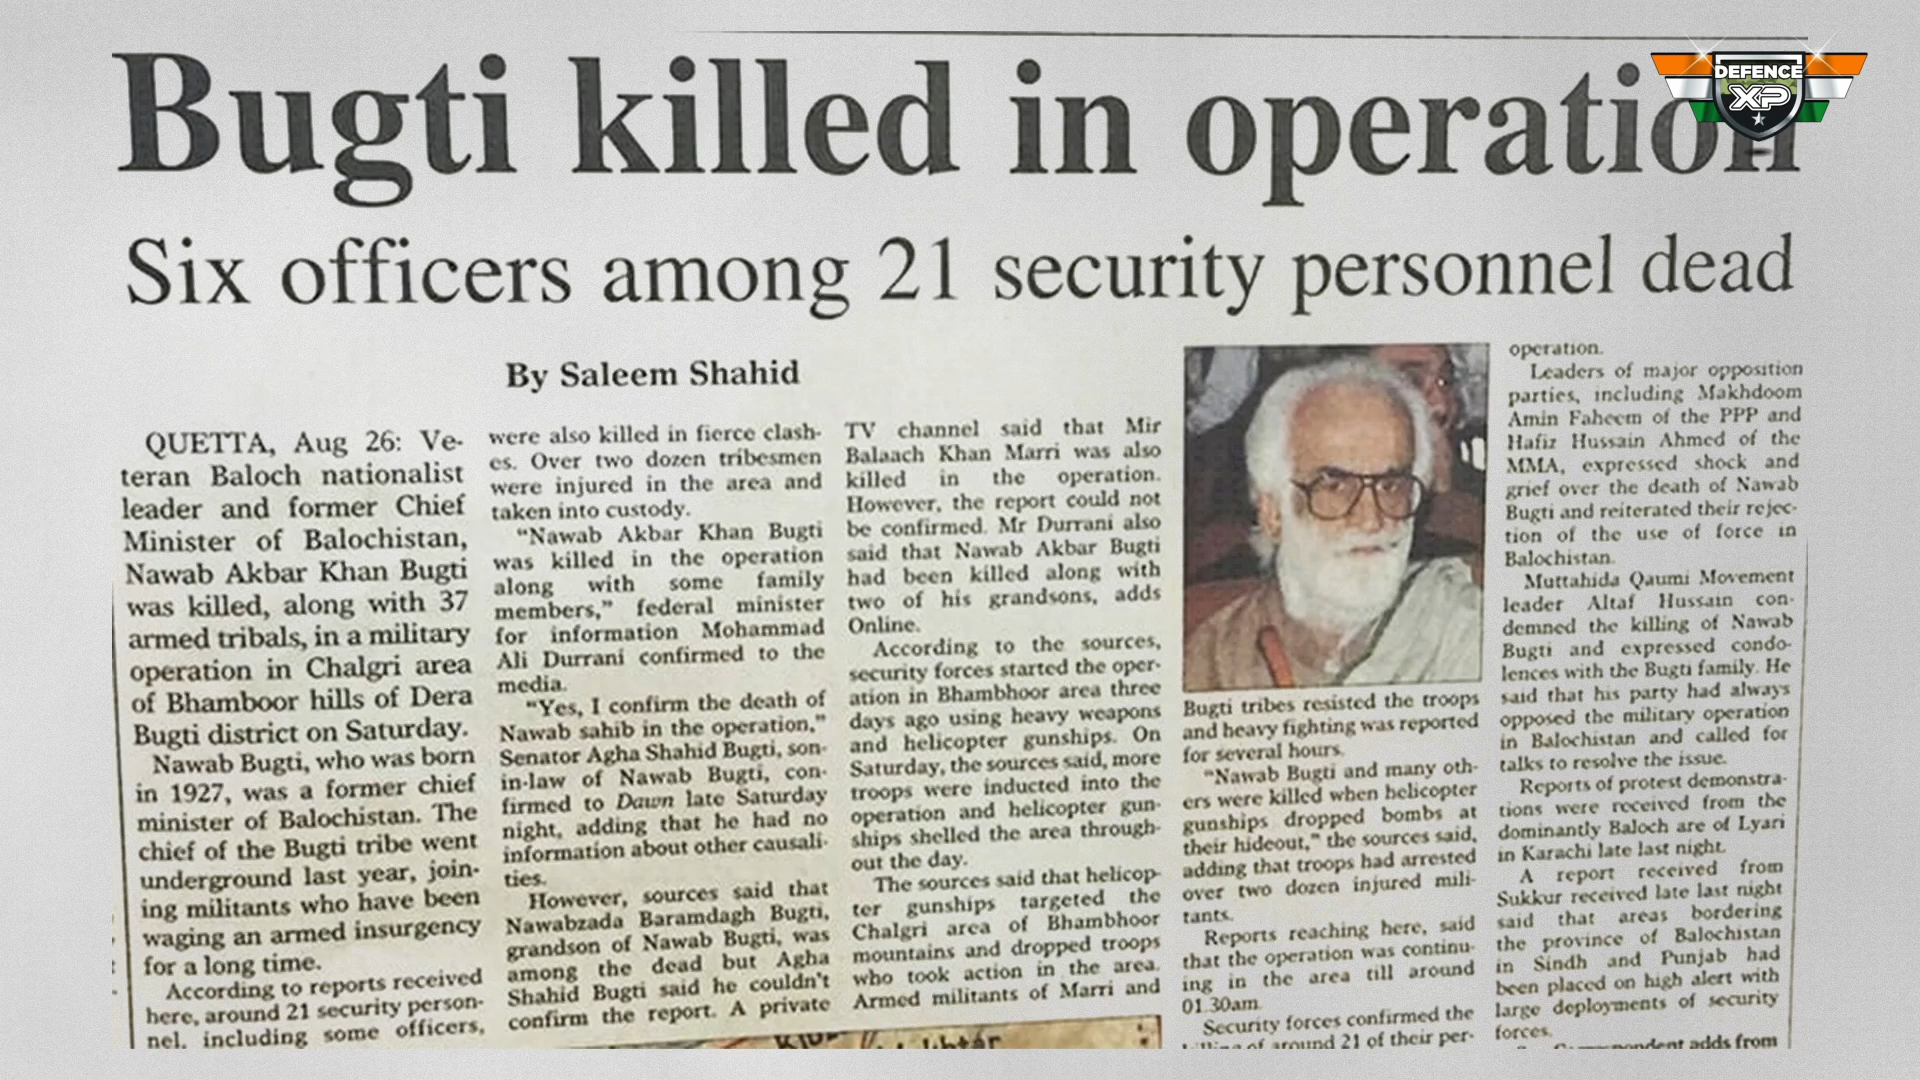 Bugti killed in operation
DEFENCE
XP
Six officers among 21 security personnel dead
By Saleem Shahid
QUETTA, Aug 26: Ve-
teran Baloch nationalist
leader and former Chief
Minister of Balochistan,
Nawab Akbar Khan Bugti
was killed, along with 37
armed tribals, in a military
operation in Chalgri area
of Bhamboor hills of Dera
Bugti district on Saturday.
Nawab Bugti, who was born
in 1927, was a former chief
minister of Balochistan. The
chief of the Bugti tribe went
underground last year, join-
ing militants who have been
waging an armed insurgency
for a long time.
According to reports received
here, around 21 security person-
nel, including some officers,
were also killed in fierce clash-
es. Over two dozen tribesmen
were injured in the area and
taken into custody.
"Nawab Akbar Khan Bugti
was killed in the operation
along with some family
members," federal minister
for information Mohammad
Ali Durrani confirmed to the
media.
"Yes, I confirm the death of
Nawab sahib in the operation,"
Senator Agha Shahid Bugti, son-
in-law of Nawab Bugti, con-
firmed to Dawn late Saturday
night, adding that he had no
information about other causali-
ties.
However, sources said that
Nawabzada Baramdagh Bugti,
grandson of Nawab Bugti, was
among the dead but Agha
Shahid Bugti said he couldn't
confirm the report. A private
TV channel said that Mir
Balaach Khan Marri was also
killed in the operation.
However, the report could not
be confirmed. Mr Durrani also
said that Nawab Akbar Bugti
had been killed along with
two of his grandsons, adds
Online.
According to the sources,
security forces started the oper-
ation in Bhambhoor area three
days ago using heavy weapons
and helicopter gunships. On
Saturday, the sources said, more
troops were inducted into the
operation and helicopter gun-
ships shelled the area through-
out the day.
The sources said that helicop-
ter gunships targeted the
Chalgri area of Bhambhoor
mountains and dropped troops
who took action in the area.
Armed militants of Marri and
Bugti tribes resisted the troops
and heavy fighting was reported
for several hours.
"Nawab Bugti and many oth-
ers were killed when helicopter
gunships dropped bombs at
their hideout," the sources said,
adding that troops had arrested
over two dozen injured mili-
tants.
Reports reaching here, said
that the operation was continu-
ing in the area till around
01.30am.
Security forces confirmed the
of around 21 of their per-
operation.
Leaders of major opposition
parties, including Makhdoom
Amin Faheem of the PPP and
Hafiz Hussain Ahmed of the
MMA, expressed shock and
grief over the death of Nawab
Bugti and reiterated their rejec-
tion of the use of force in
Balochistan.
Muttahida Qaumi Movement
leader Altaf Hussain con-
demned the killing of Nawab
Bugti and expressed condo-
lences with the Bugti family. He
said that his party had always
opposed the military operation
in Balochistan and called for
talks to resolve the issue.
Reports of protest demonstra-
tions were received from the
dominantly Baloch are of Lyari
in Karachi late last night.
A report received from
Sukkur received late last night
said that areas bordering
the province of Balochistan
in Sindh and Punjab had
been placed on high alert with
large deployments of security
forces.
adds from